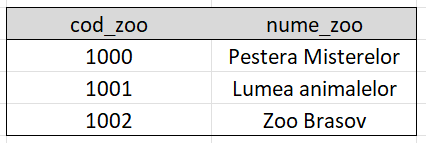 cod_zoo nume_zoo
1000 Pestera Misterelor
1001 Lumea animalelor
1002 Zoo Brasov